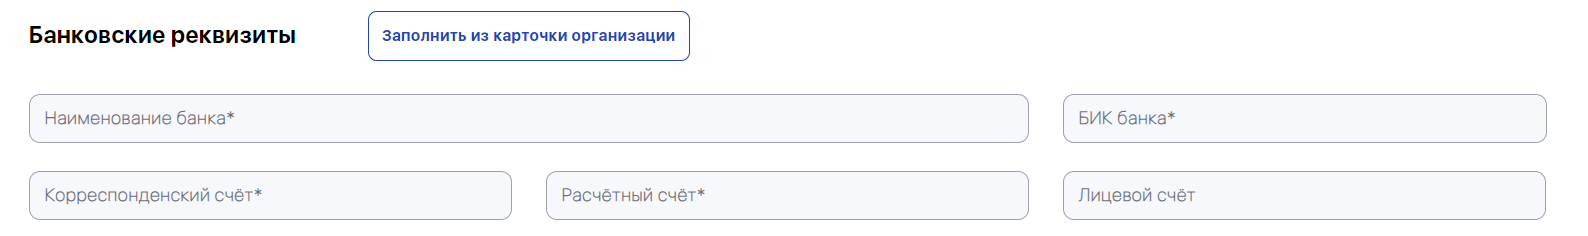 Банковские реквизиты Заполнить из карточки организации
Наименование банка* БИК банка*
Корреспонденский счёт* Расчётный счёт* Лицевой счёт